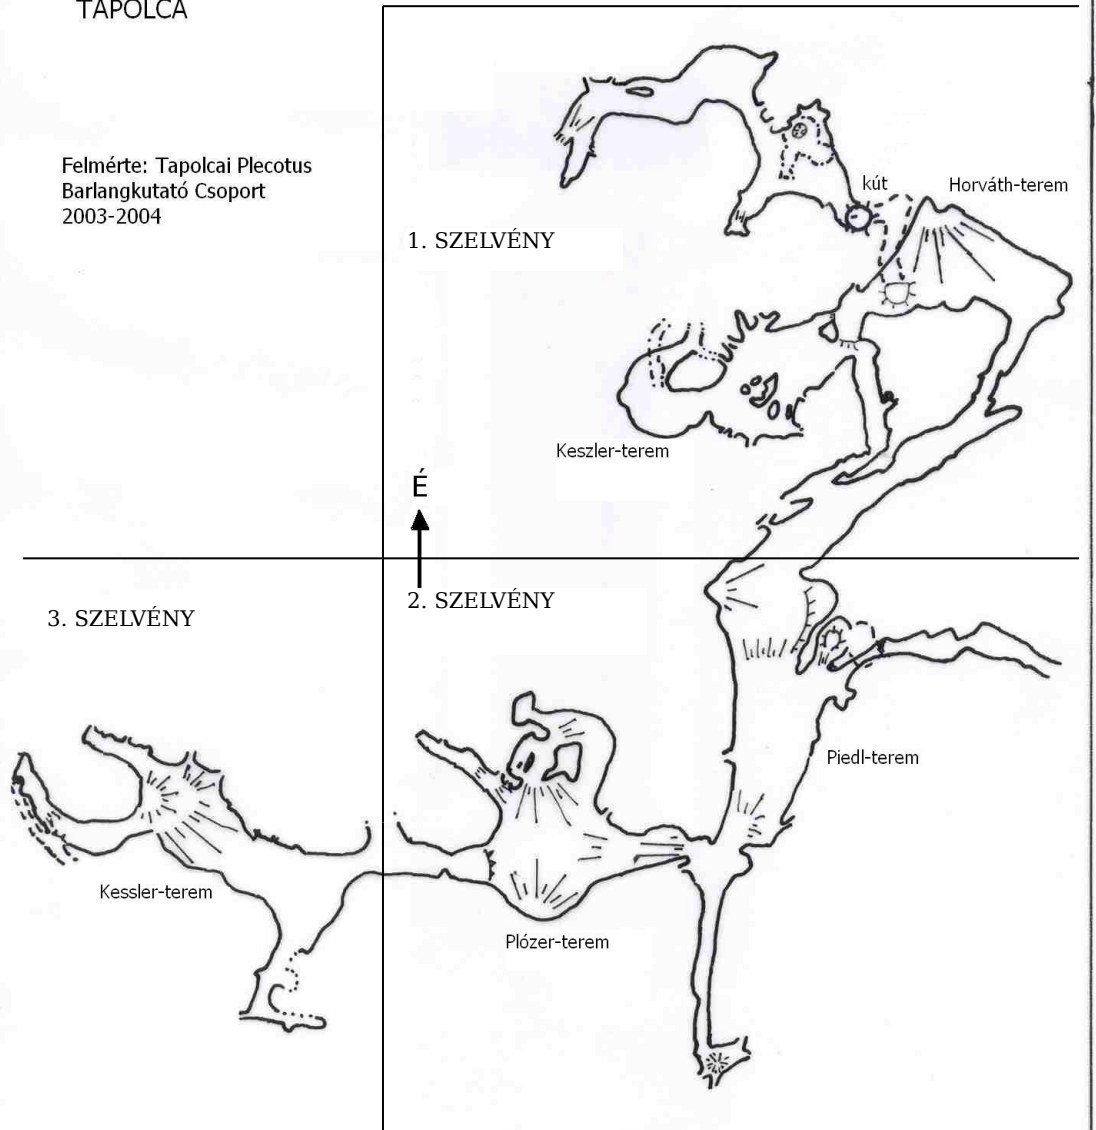 TAPOLCA
Felmérte: Tapolcai Plecotus
Barlangkutató Csoport
2003-2004
kút
Horváth-terem
1. SZELVÉNY
Keszler-terem
É
2. SZELVÉNY
3. SZELVÉNY
Piedl-terem
Kessler-terem
Plózer-terem